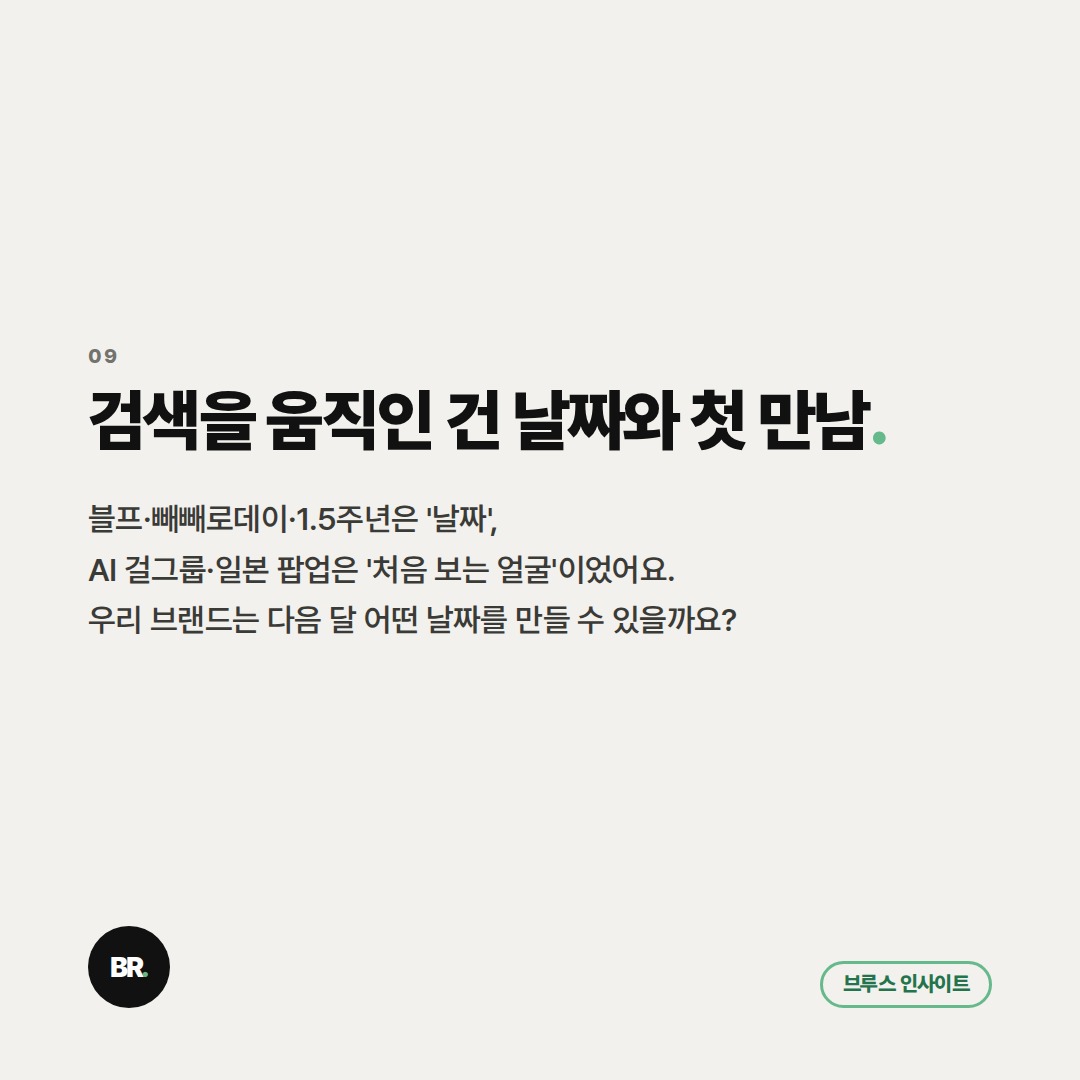 09
검색을 움직인 건 날짜와 첫 만남.
블프·빼빼로데이·1.5주년은 '날짜',
AI 걸그룹·일본 팝업은 '처음 보는 얼굴'이었어요.
우리 브랜드는 다음 달 어떤 날짜를 만들 수 있을까요?
BR.
브루스 인사이트